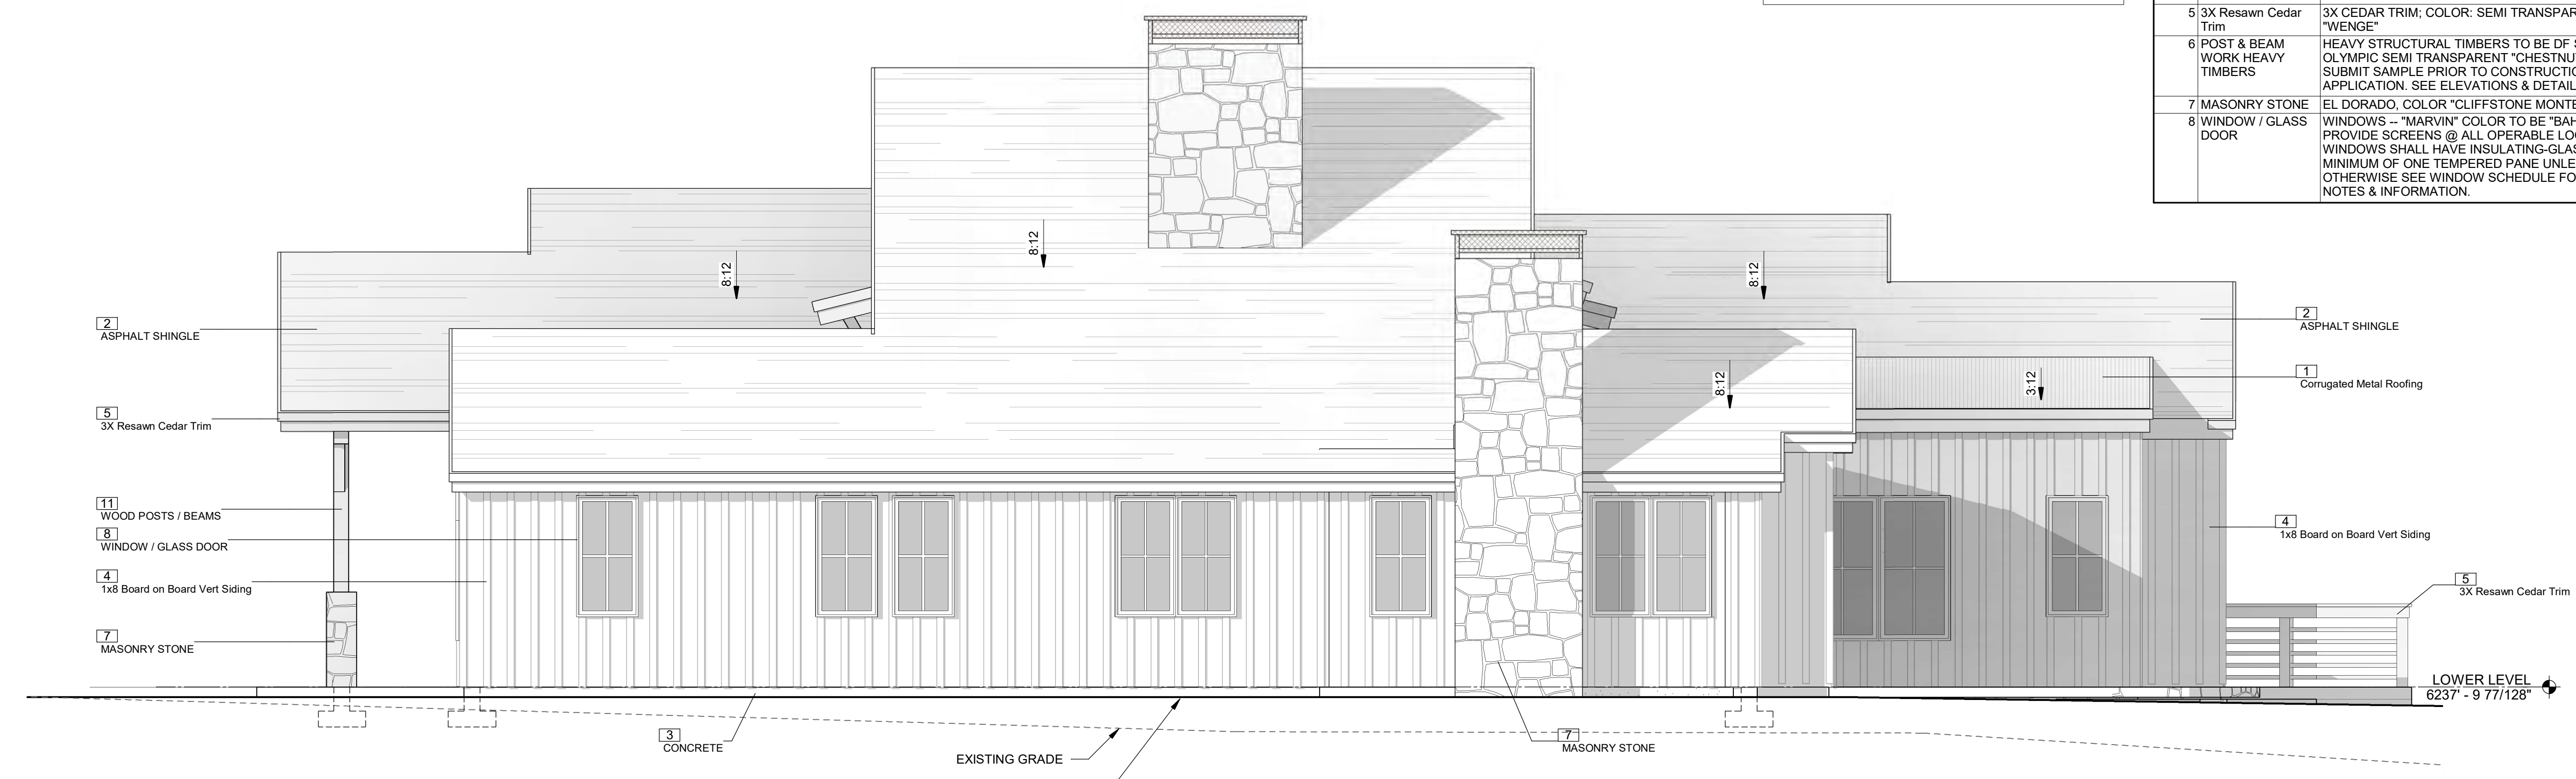 5 3X Resawn Cedar Trim
3X CEDAR TRIM; COLOR: SEMI TRANSPAR
"WENGE"
6 POST & BEAM
WORK HEAVY
TIMBERS
HEAVY STRUCTURAL TIMBERS TO BE DF
OLYMPIC SEMI TRANSPARENT "CHESTNU
SUBMIT SAMPLE PRIOR TO CONSTRUCTIO
APPLICATION. SEE ELEVATIONS & DETAIL
7 MASONRY STONE
EL DORADO, COLOR "CLIFFSTONE MONTE
8 WINDOW / GLASS
DOOR
WINDOWS -- "MARVIN" COLOR TO BE "BAH
PROVIDE SCREENS @ ALL OPERABLE LO
WINDOWS SHALL HAVE INSULATING-GLAS
MINIMUM OF ONE TEMPERED PANE UNLE
OTHERWISE SEE WINDOW SCHEDULE FO
NOTES & INFORMATION.
8:12
8:12
8:12
8:12
3:12
2
ASPHALT SHINGLE
5
3X Resawn Cedar Trim
11
WOOD POSTS / BEAMS
8
WINDOW / GLASS DOOR
4
1x8 Board on Board Vert Siding
7
MASONRY STONE
3
CONCRETE
EXISTING GRADE
7
MASONRY STONE
2
ASPHALT SHINGLE
1
Corrugated Metal Roofing
4
1x8 Board on Board Vert Siding
5
3X Resawn Cedar Trim
LOWER LEVEL
6237' - 9 77/128"